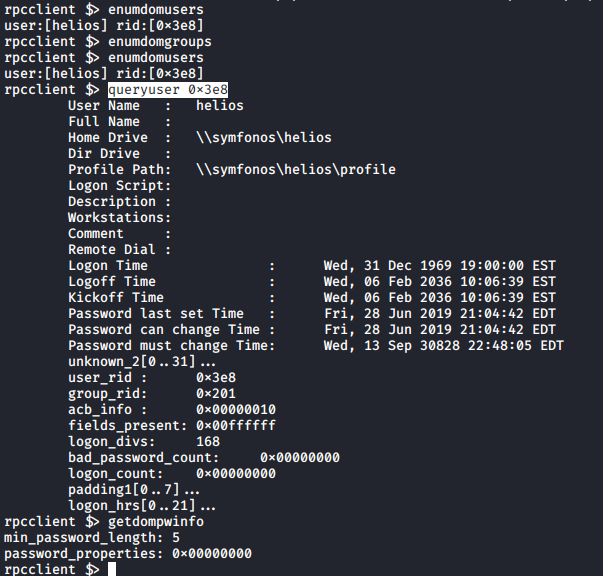 rpcclient $> enumdomusers
user:[helios] rid:[0×3e8]
rpcclient $> enumdomgroups
rpcclient $> enumdomusers
user:[helios] rid:[0×3e8]
rpcclient $> queryuser 0×3e8
User Name   :   helios
Full Name   :
Home Drive  :   \\symfonos\helios
Dir Drive   :
Profile Path:   \\symfonos\helios\profile
Logon Script:
Description :
Workstations:
Comment     :
Remote Dial :
Logon Time               :      Wed, 31 Dec 1969 19:00:00 EST
Logoff Time              :      Wed, 06 Feb 2036 10:06:39 EST
Kickoff Time             :      Wed, 06 Feb 2036 10:06:39 EST
Password last set Time   :      Fri, 28 Jun 2019 21:04:42 EDT
Password can change Time :      Fri, 28 Jun 2019 21:04:42 EDT
Password must change Time:      Wed, 13 Sep 30828 22:48:05 EDT
unknown_2[0..31]...
user_rid :      0×3e8
group_rid:      0×201
acb_info :      0×00000010
fields_present: 0×00ffffff
logon_divs:     168
bad_password_count:     0×00000000
logon_count:    0×00000000
padding1[0..7]...
logon_hrs[0..21]...
rpcclient $> getdompwinfo
min_password_length: 5
password_properties: 0×00000000
rpcclient $>